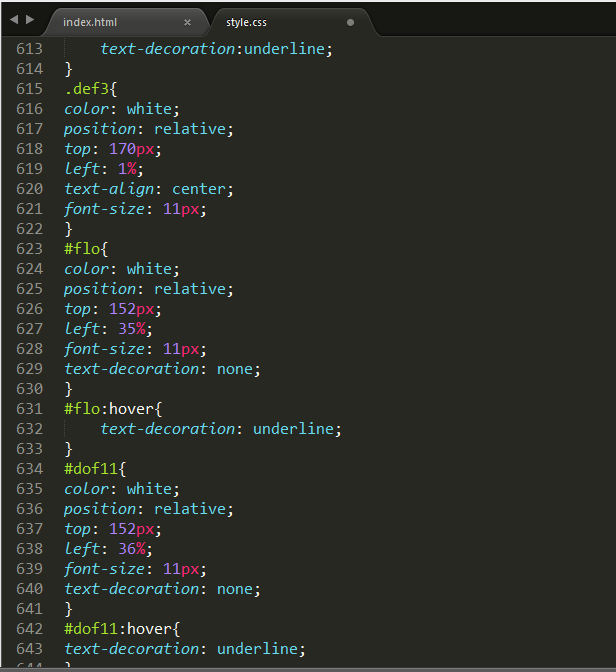 index.html × style.css
613 text-decoration:underline;
614 }
615 .def3{
616 color: white;
617 position: relative;
618 top: 170px;
619 left: 1%;
620 text-align: center;
621 font-size: 11px;
622 }
623 #flo{
624 color: white;
625 position: relative;
626 top: 152px;
627 left: 35%;
628 font-size: 11px;
629 text-decoration: none;
630 }
631 #flo:hover{
632 text-decoration: underline;
633 }
634 #dof11{
635 color: white;
636 position: relative;
637 top: 152px;
638 left: 36%;
639 font-size: 11px;
640 text-decoration: none;
641 }
642 #dof11:hover{
643 text-decoration: underline;
644 }